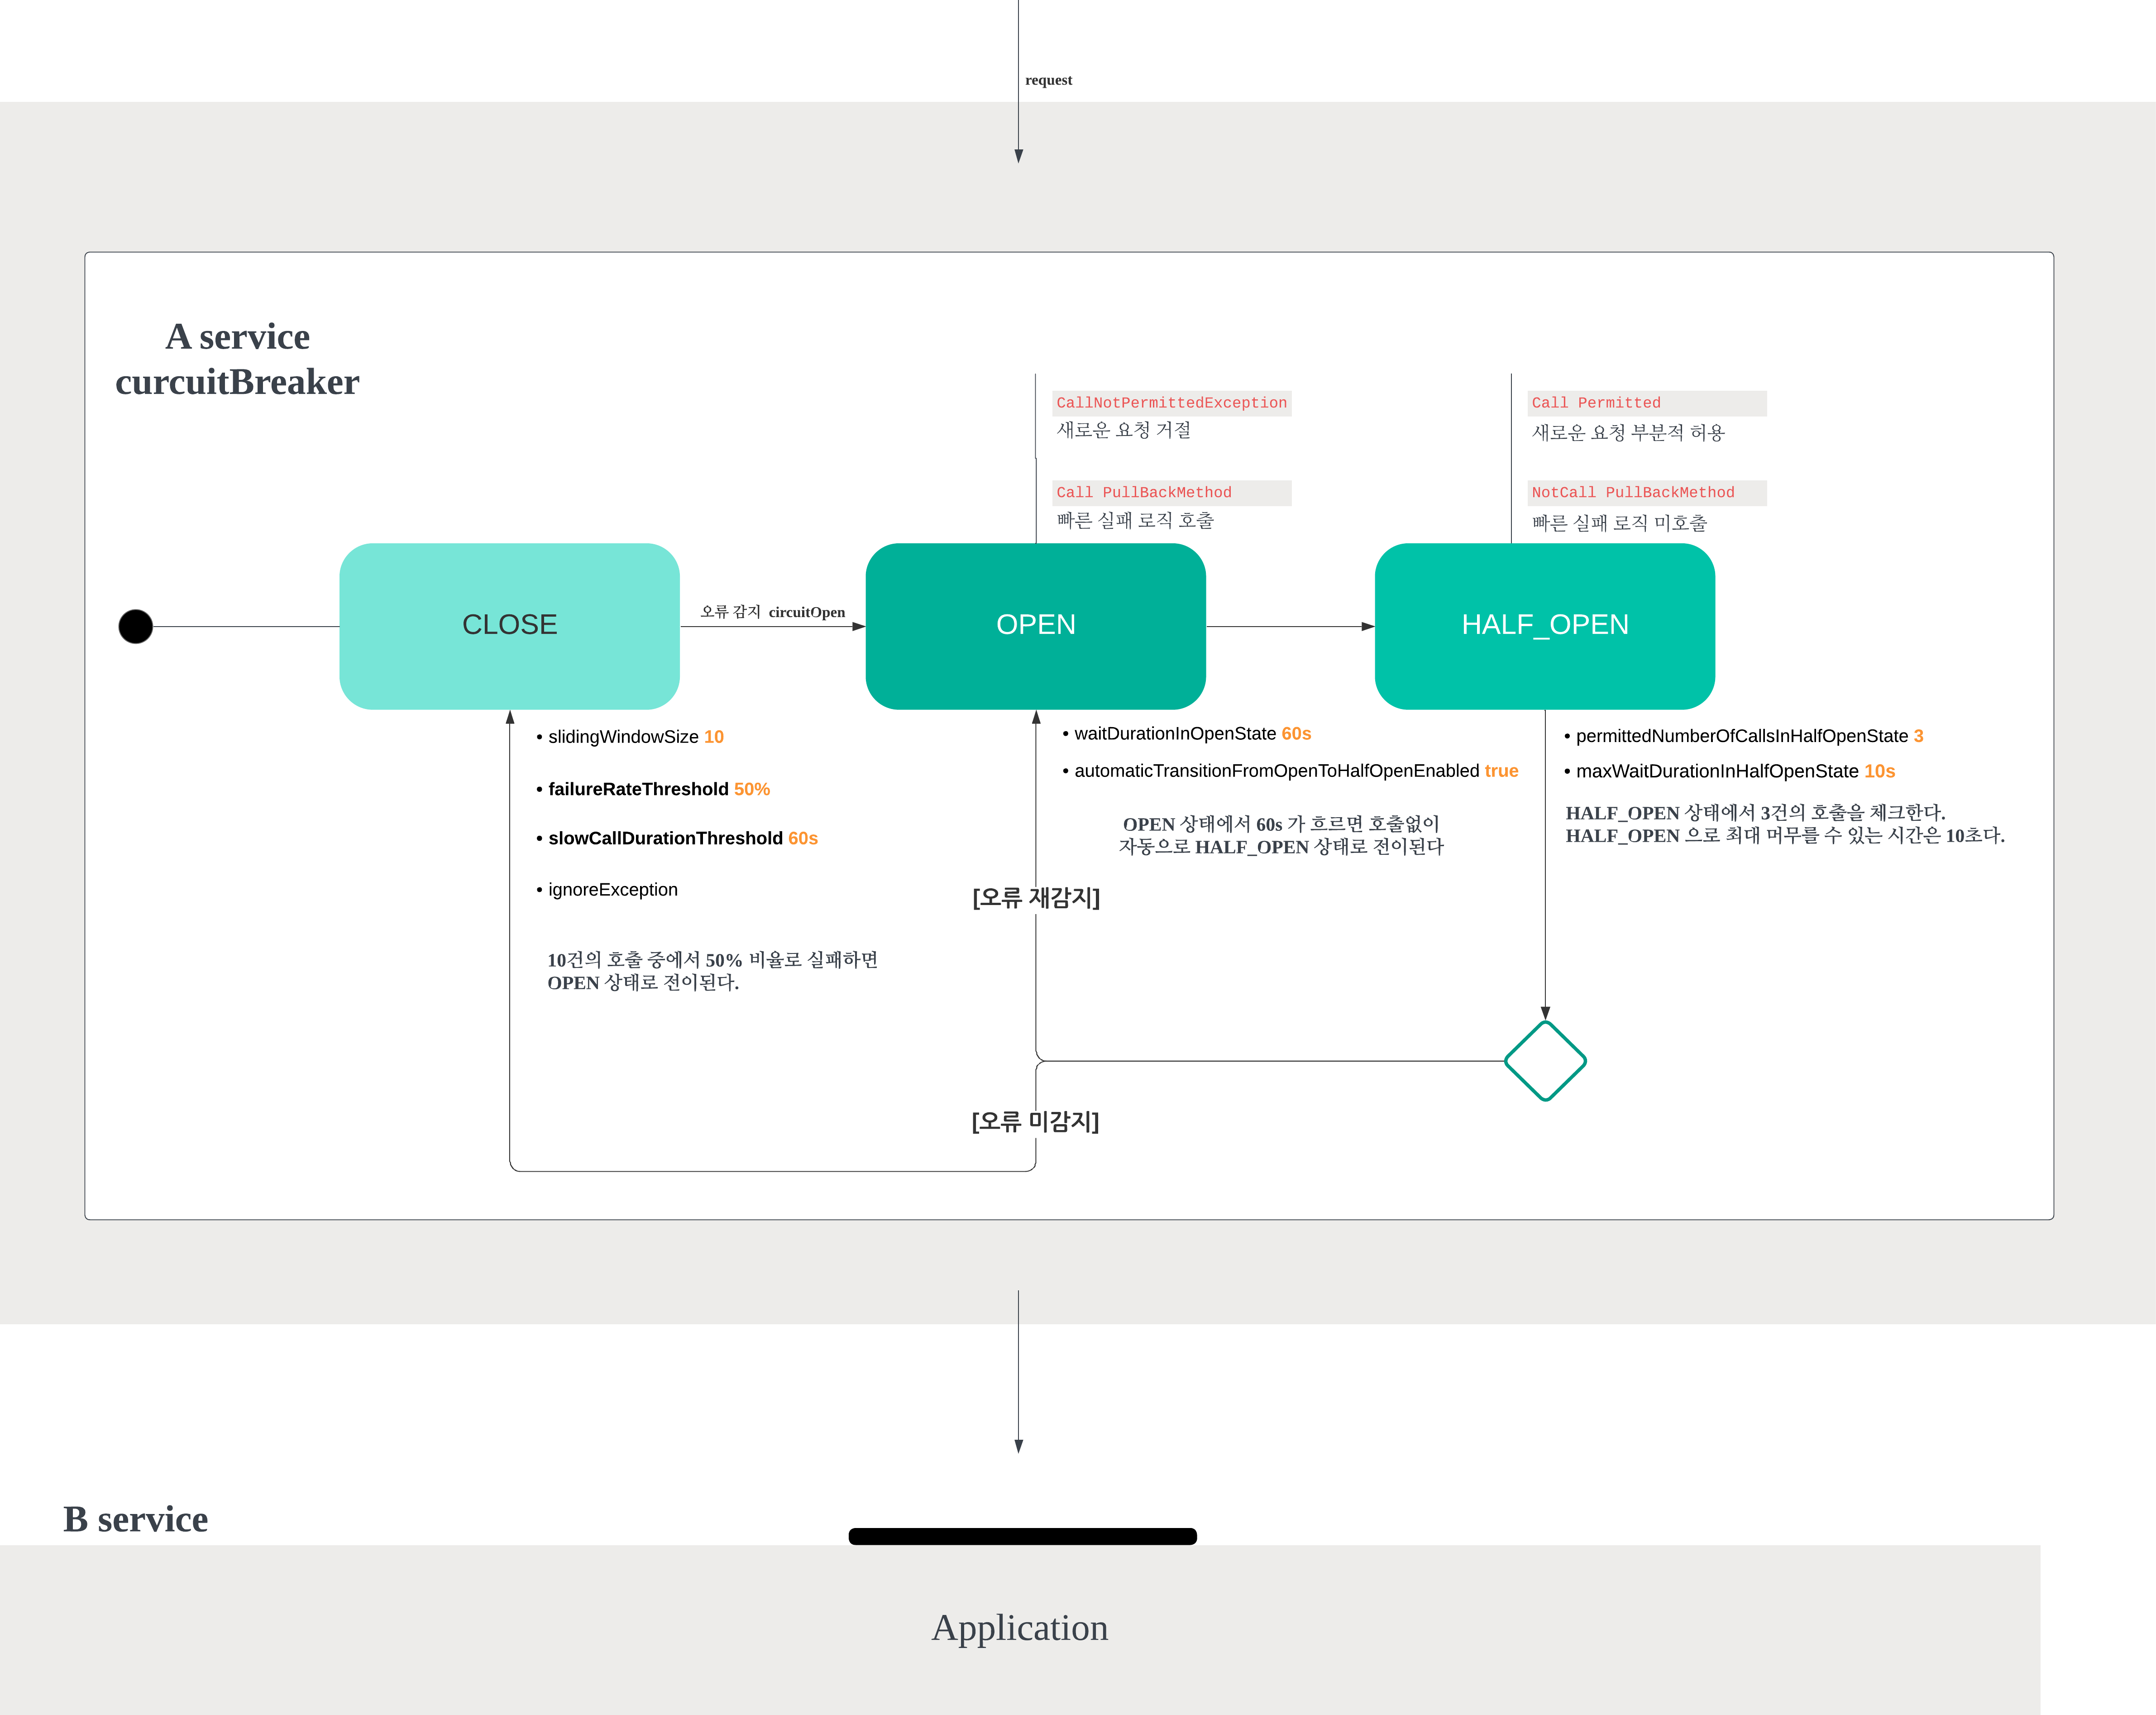 request
A service
curcuitBreaker
CallNotPermittedException
새로운 요청 거절
Call PullBackMethod
빠른 실패 로직 호출
Call Permitted
새로운 요청 부분적 허용
NotCall PullBackMethod
빠른 실패 로직 미호출
CLOSE
오류 감지 circuitOpen
OPEN
HALF_OPEN
• slidingWindowSize 10
• failureRateThreshold 50%
• slowCallDurationThreshold 60s
• ignoreException
10건의 호출 중에서 50% 비율로 실패하면
OPEN 상태로 전이된다.
• waitDurationInOpenState 60s
• automaticTransitionFromOpenToHalfOpenEnabled true
OPEN 상태에서 60s 가 흐르면 호출없이
자동으로 HALF_OPEN 상태로 전이된다
• permittedNumberOfCallsInHalfOpenState 3
• maxWaitDurationInHalfOpenState 10s
HALF_OPEN 상태에서 3건의 호출을 체크한다.
HALF_OPEN 으로 최대 머무를 수 있는 시간은 10초다.
[오류 재감지]
[오류 미감지]
B service
Application